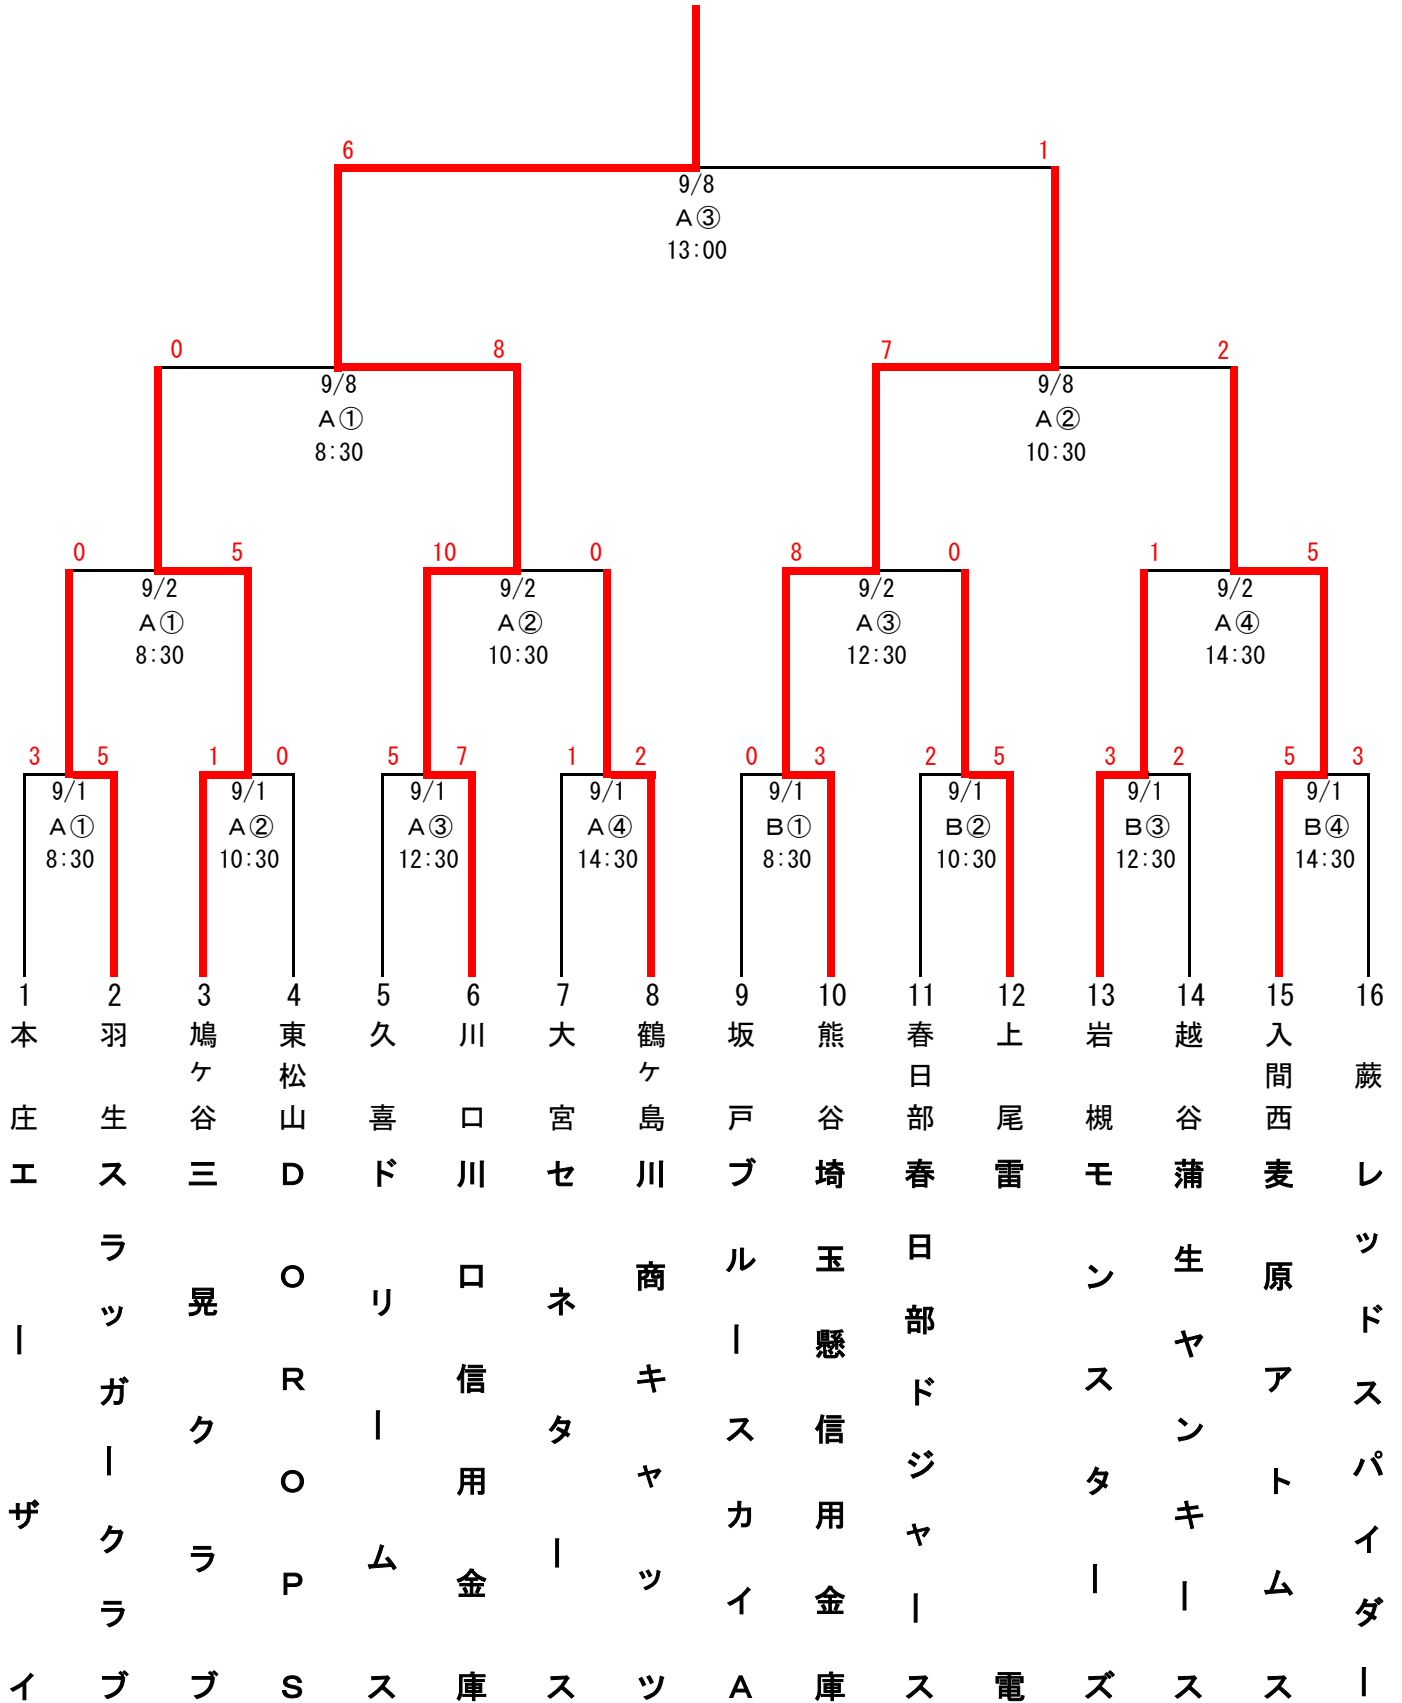 6 1
9/8
A③
13:00
0 8 7 2
9/8 9/8
A① A②
8:30 10:30
0 5 10 0 8 0 1 5
9/2 9/2 9/2 9/2
A① A② A③ A④
8:30 10:30 12:30 14:30
3 5 1 0 5 7 1 2 0 3 2 5 3 2 5 3
9/1 9/1 9/1 9/1 9/1 9/1 9/1 9/1
A① A② A③ A④ B① B② B③ B④
8:30 10:30 12:30 14:30 8:30 10:30 12:30 14:30
1 本庄 エーザイ
2 羽生 スラッガークラブ
3 鳩ケ谷 三晃クラブ
4 東松山 DOROPS
5 久喜 ドリームス
6 川口 川口信用金庫
7 大宮 セネタース
8 鶴ケ島 川商キャッツ
9 坂戸 ブルースカイA
10 熊谷 埼玉懸信用金庫
11 春日部 春日部ドジャース
12 上尾 雷電
13 岩槻 モンスターズ
14 越谷 蒲生ヤンキース
15 入間西 麦原アトムス
16 蕨 レッドスパイダー